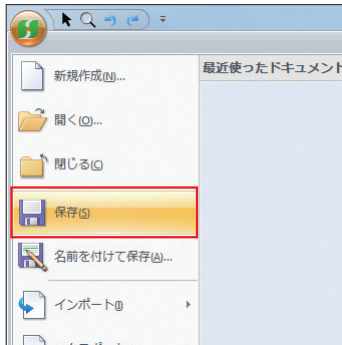 最近使ったドキュメント
新規作成(N)...
開く(O)...
閉じる(C)
保存(S)
名前を付けて保存(A)...
インポート(I)